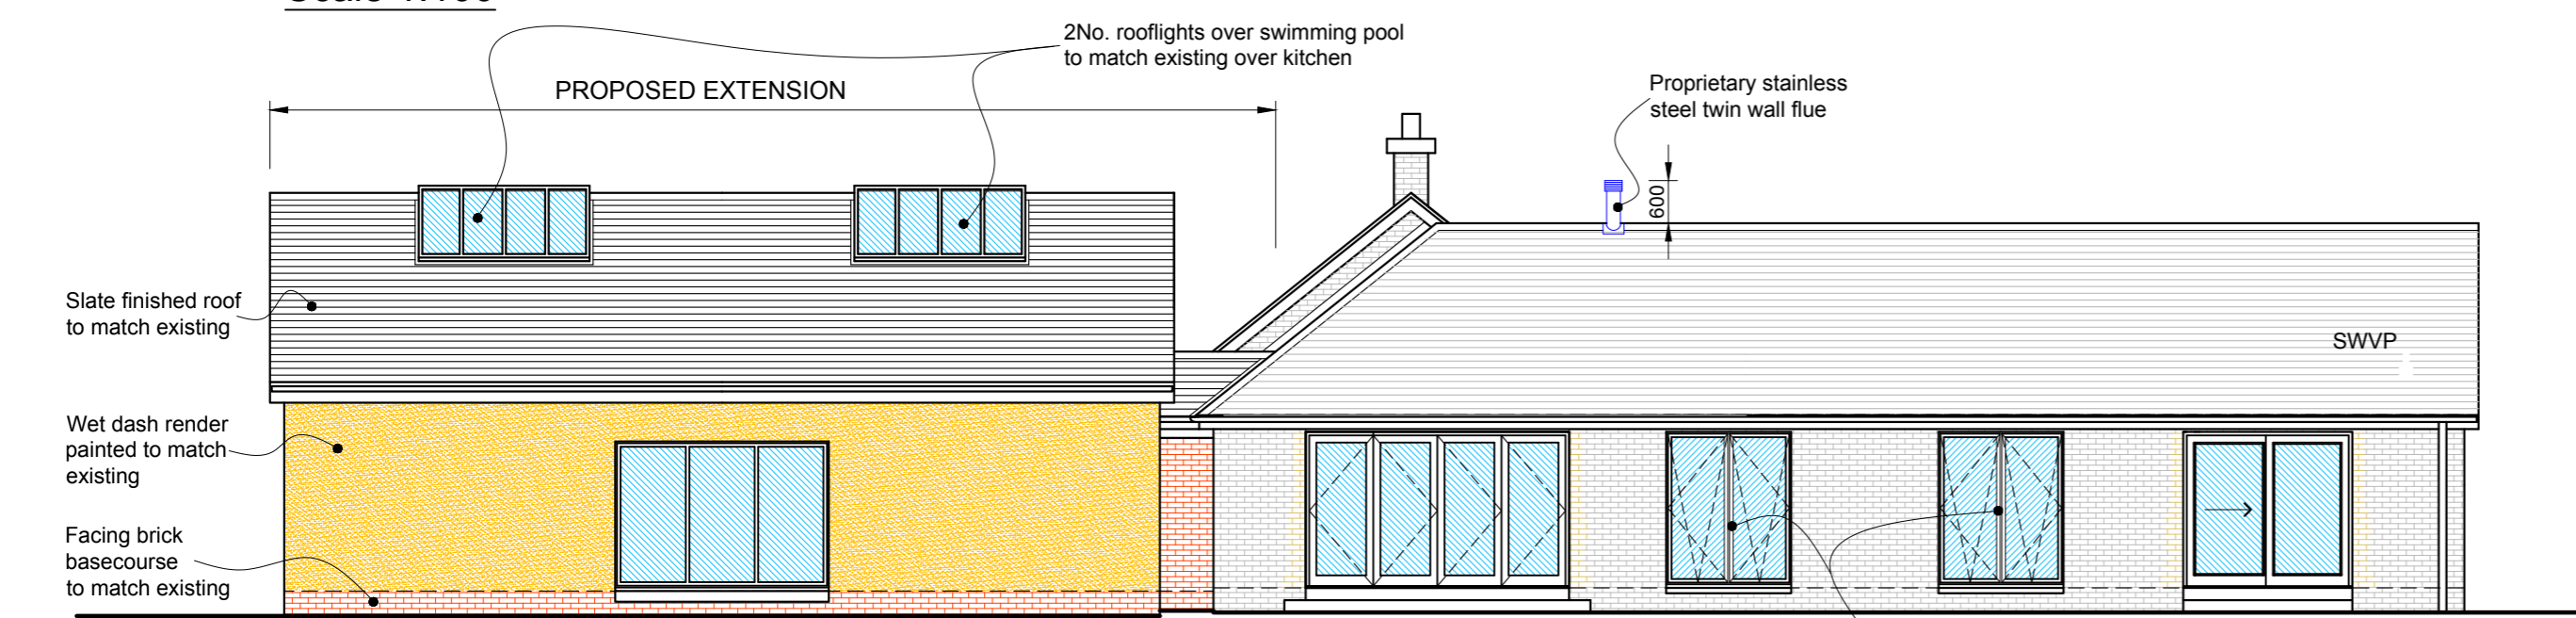 2No. rooflights over swimming pool
to match existing over kitchen
PROPOSED EXTENSION
Proprietary stainless
steel twin wall flue
600
Slate finished roof
to match existing
SWVP
Wet dash render
painted to match
existing
Facing brick
basecourse
to match existing